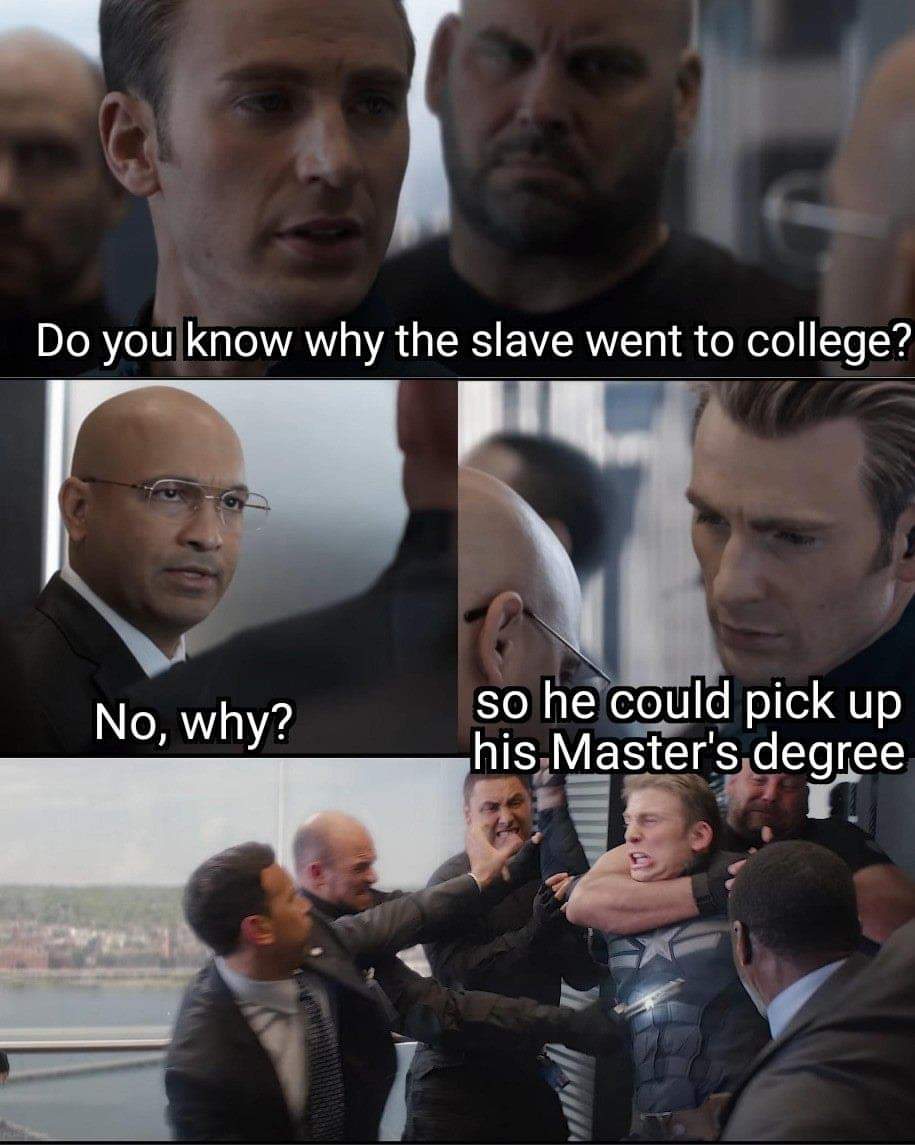 Do you know why the slave went to college?
No, why?
so he could pick up
his Master's degree